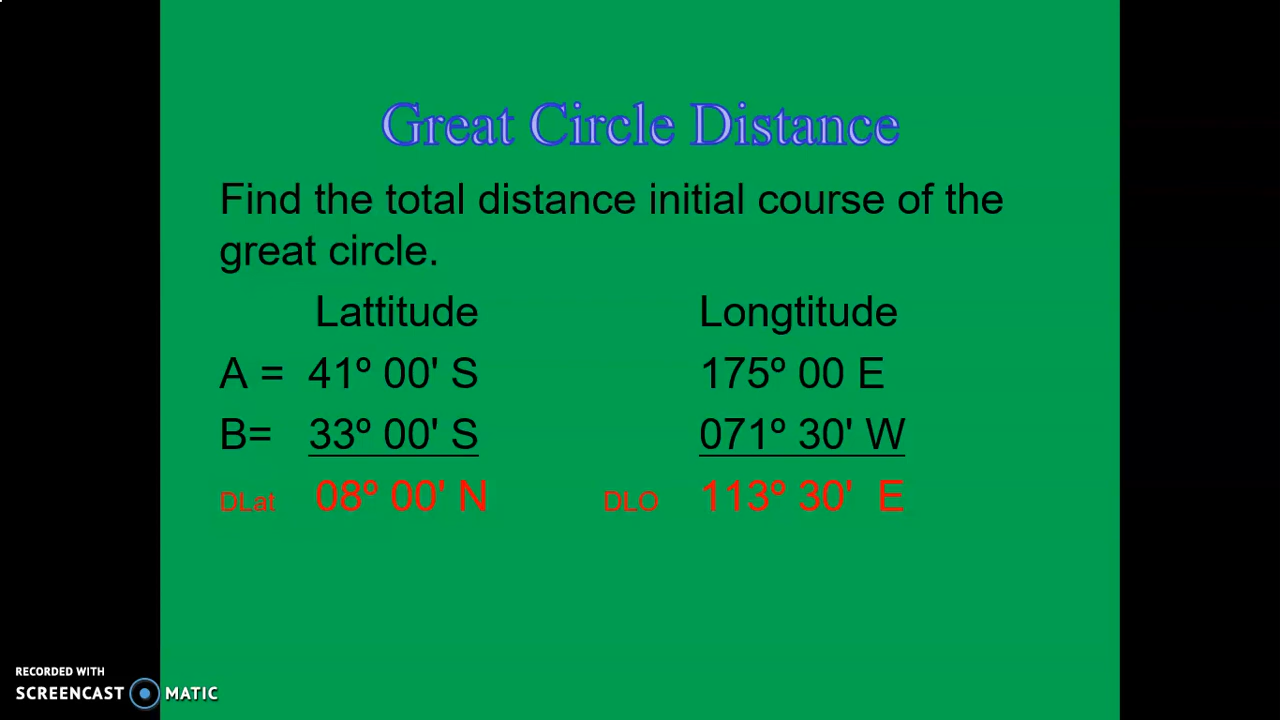 Great Circle Distance
Find the total distance initial course of the
great circle.
Lattitude Longtitude
A = 41º 00' S 175º 00 E
B= 33º 00' S 071º 30' W
DLat 08º 00' N DLO 113º 30' E
RECORDED WITH
SCREENCAST MATIC